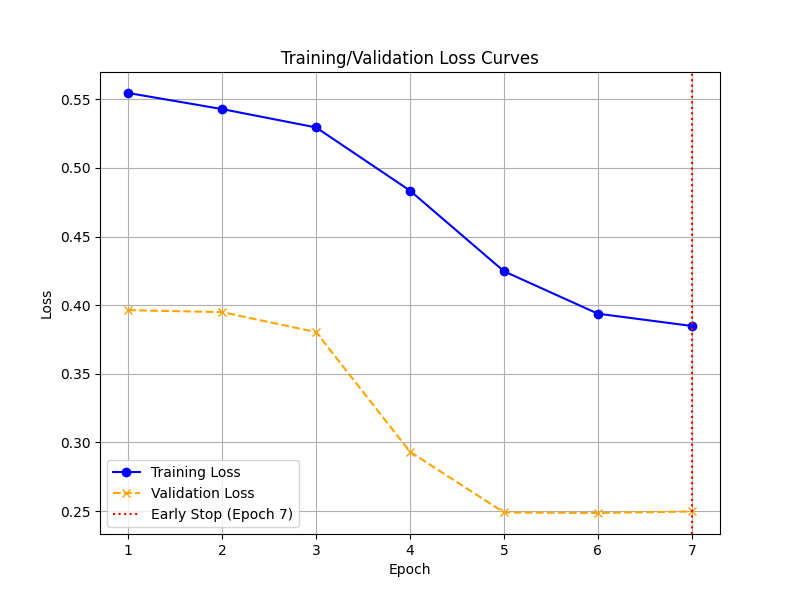 Training/Validation Loss Curves
Loss
0.55
0.50
0.45
0.40
0.35
0.30
0.25
Training Loss
Validation Loss
Early Stop (Epoch 7)
1 2 3 4 5 6 7
Epoch